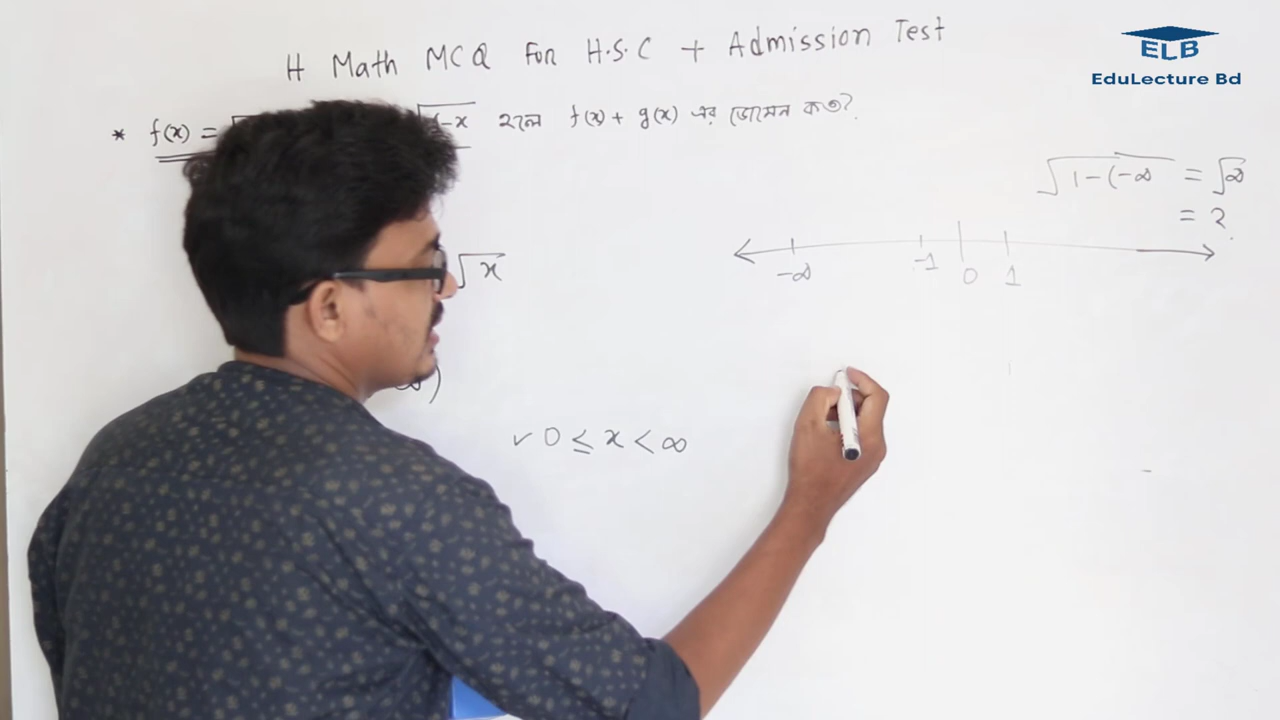 H Math MCQ For H.S.C + Admission Test
ELB
EduLecture Bd
* f(x) = √ -x হলে f(x) + g(x) এর ডোমেন কত?
√1-(-∞ = √∞
= ?
√x
-∞ -1 0 1
∞)
✓ 0 ≤ x < ∞